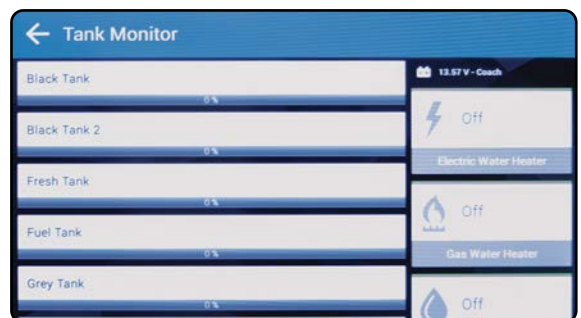 Tank Monitor
Black Tank
0%
Black Tank 2
0%
Fresh Tank
0%
Fuel Tank
0%
Grey Tank
0%
13.57 V - Coach
Off
Electric Water Heater
Off
Gas Water Heater
Off